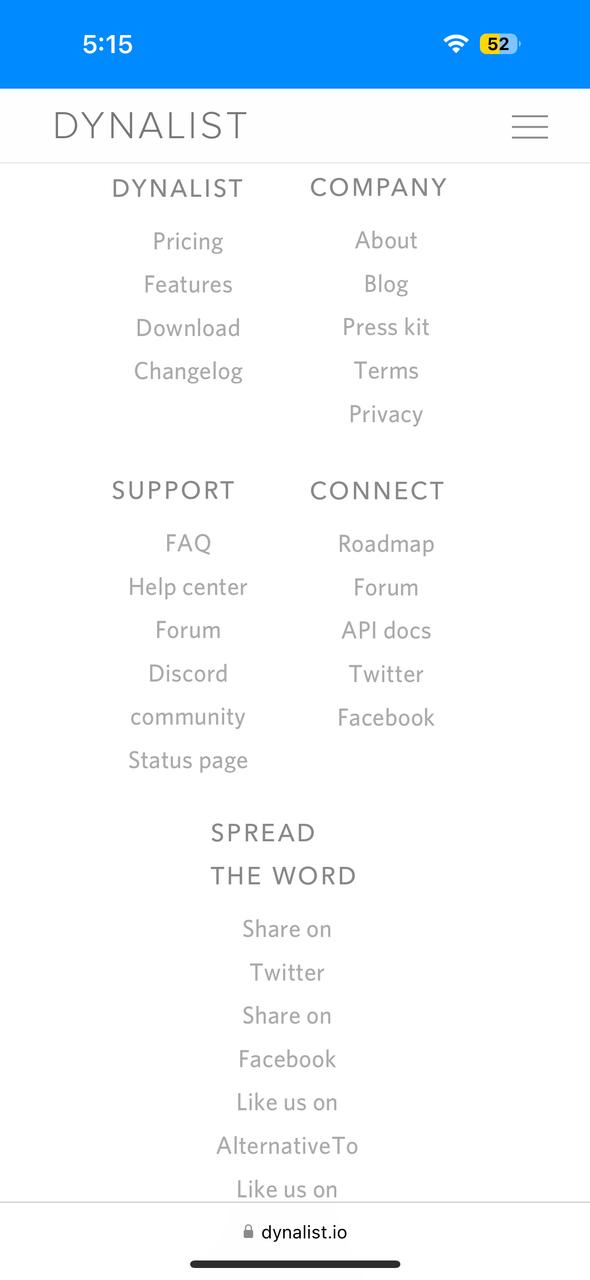 5:15
52
DYNALIST
DYNALIST
Pricing
Features
Download
Changelog
COMPANY
About
Blog
Press kit
Terms
Privacy
SUPPORT
FAQ
Help center
Forum
Discord
community
Status page
CONNECT
Roadmap
Forum
API docs
Twitter
Facebook
SPREAD
THE WORD
Share on
Twitter
Share on
Facebook
Like us on
AlternativeTo
Like us on
dynalist.io